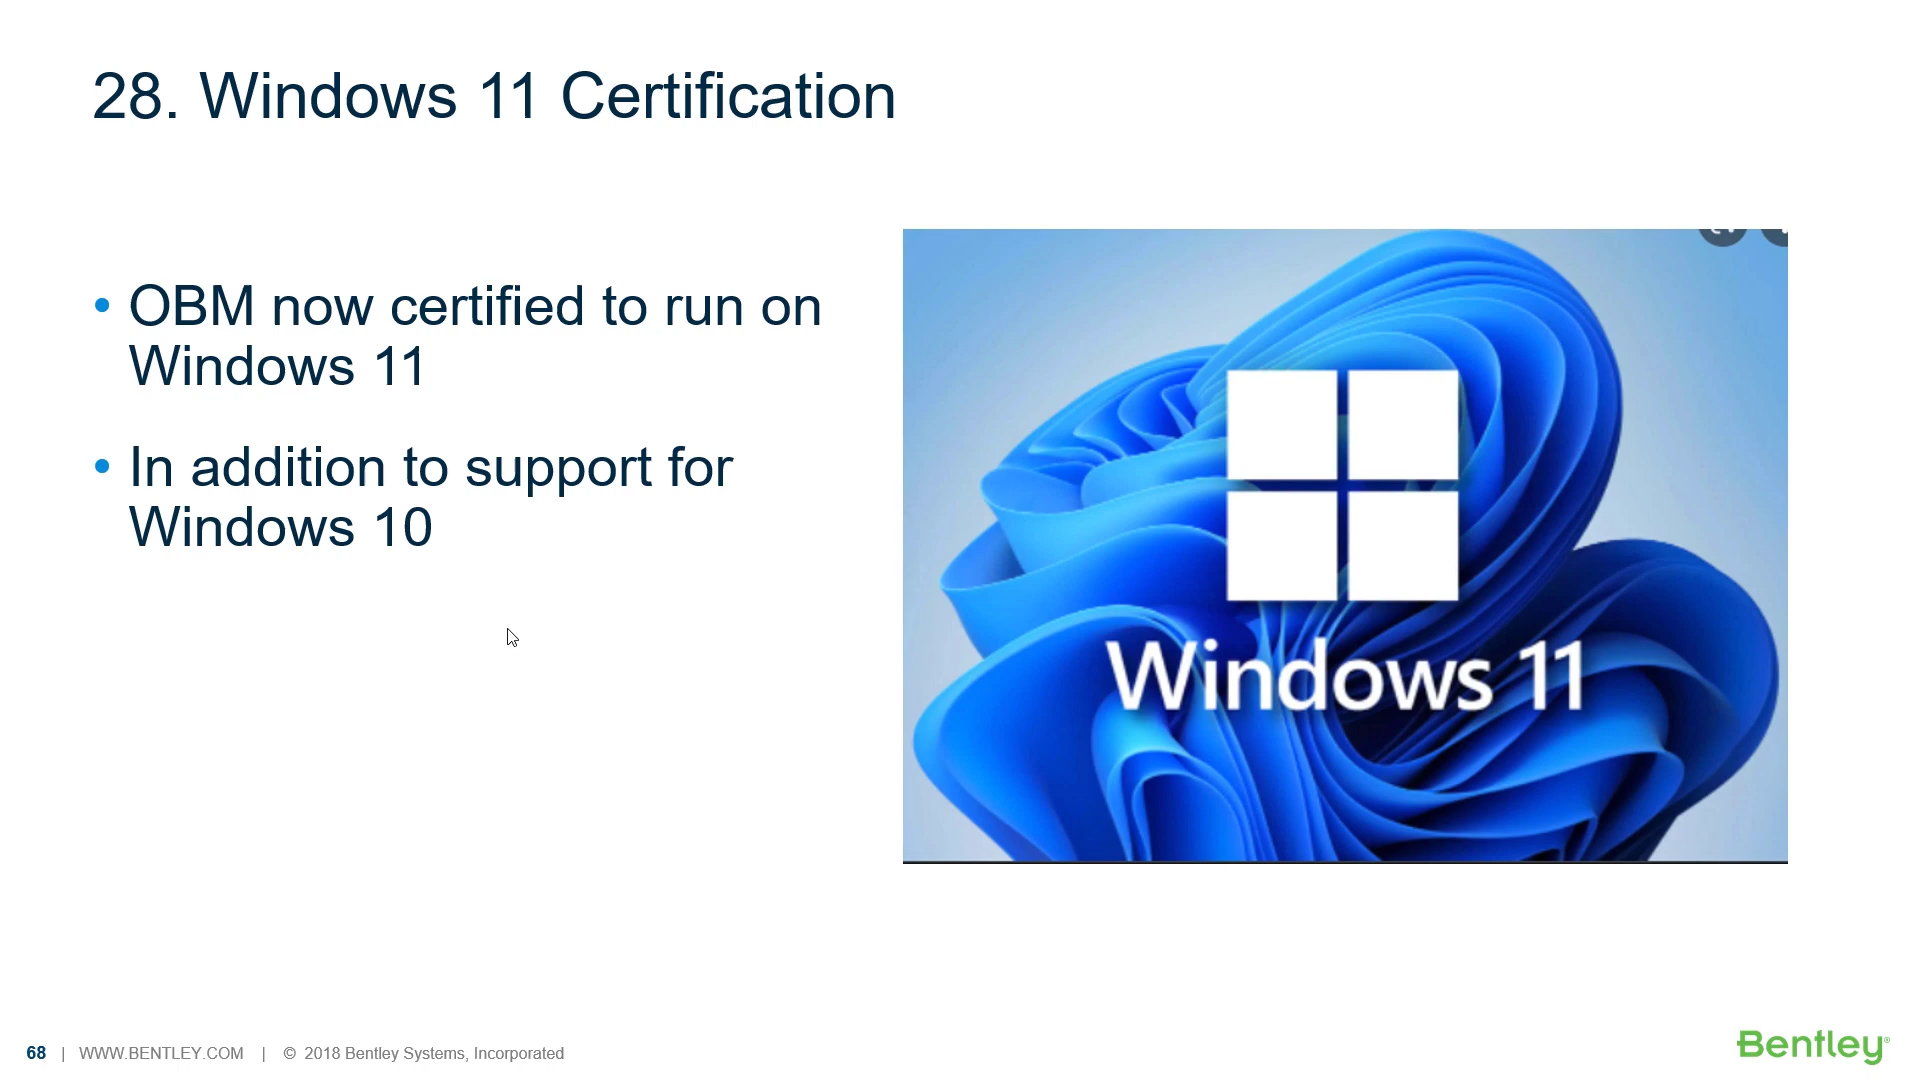 28. Windows 11 Certification
• OBM now certified to run on
Windows 11
• In addition to support for
Windows 10
Windows 11
68 | WWW.BENTLEY.COM | © 2018 Bentley Systems, Incorporated
Bentley®